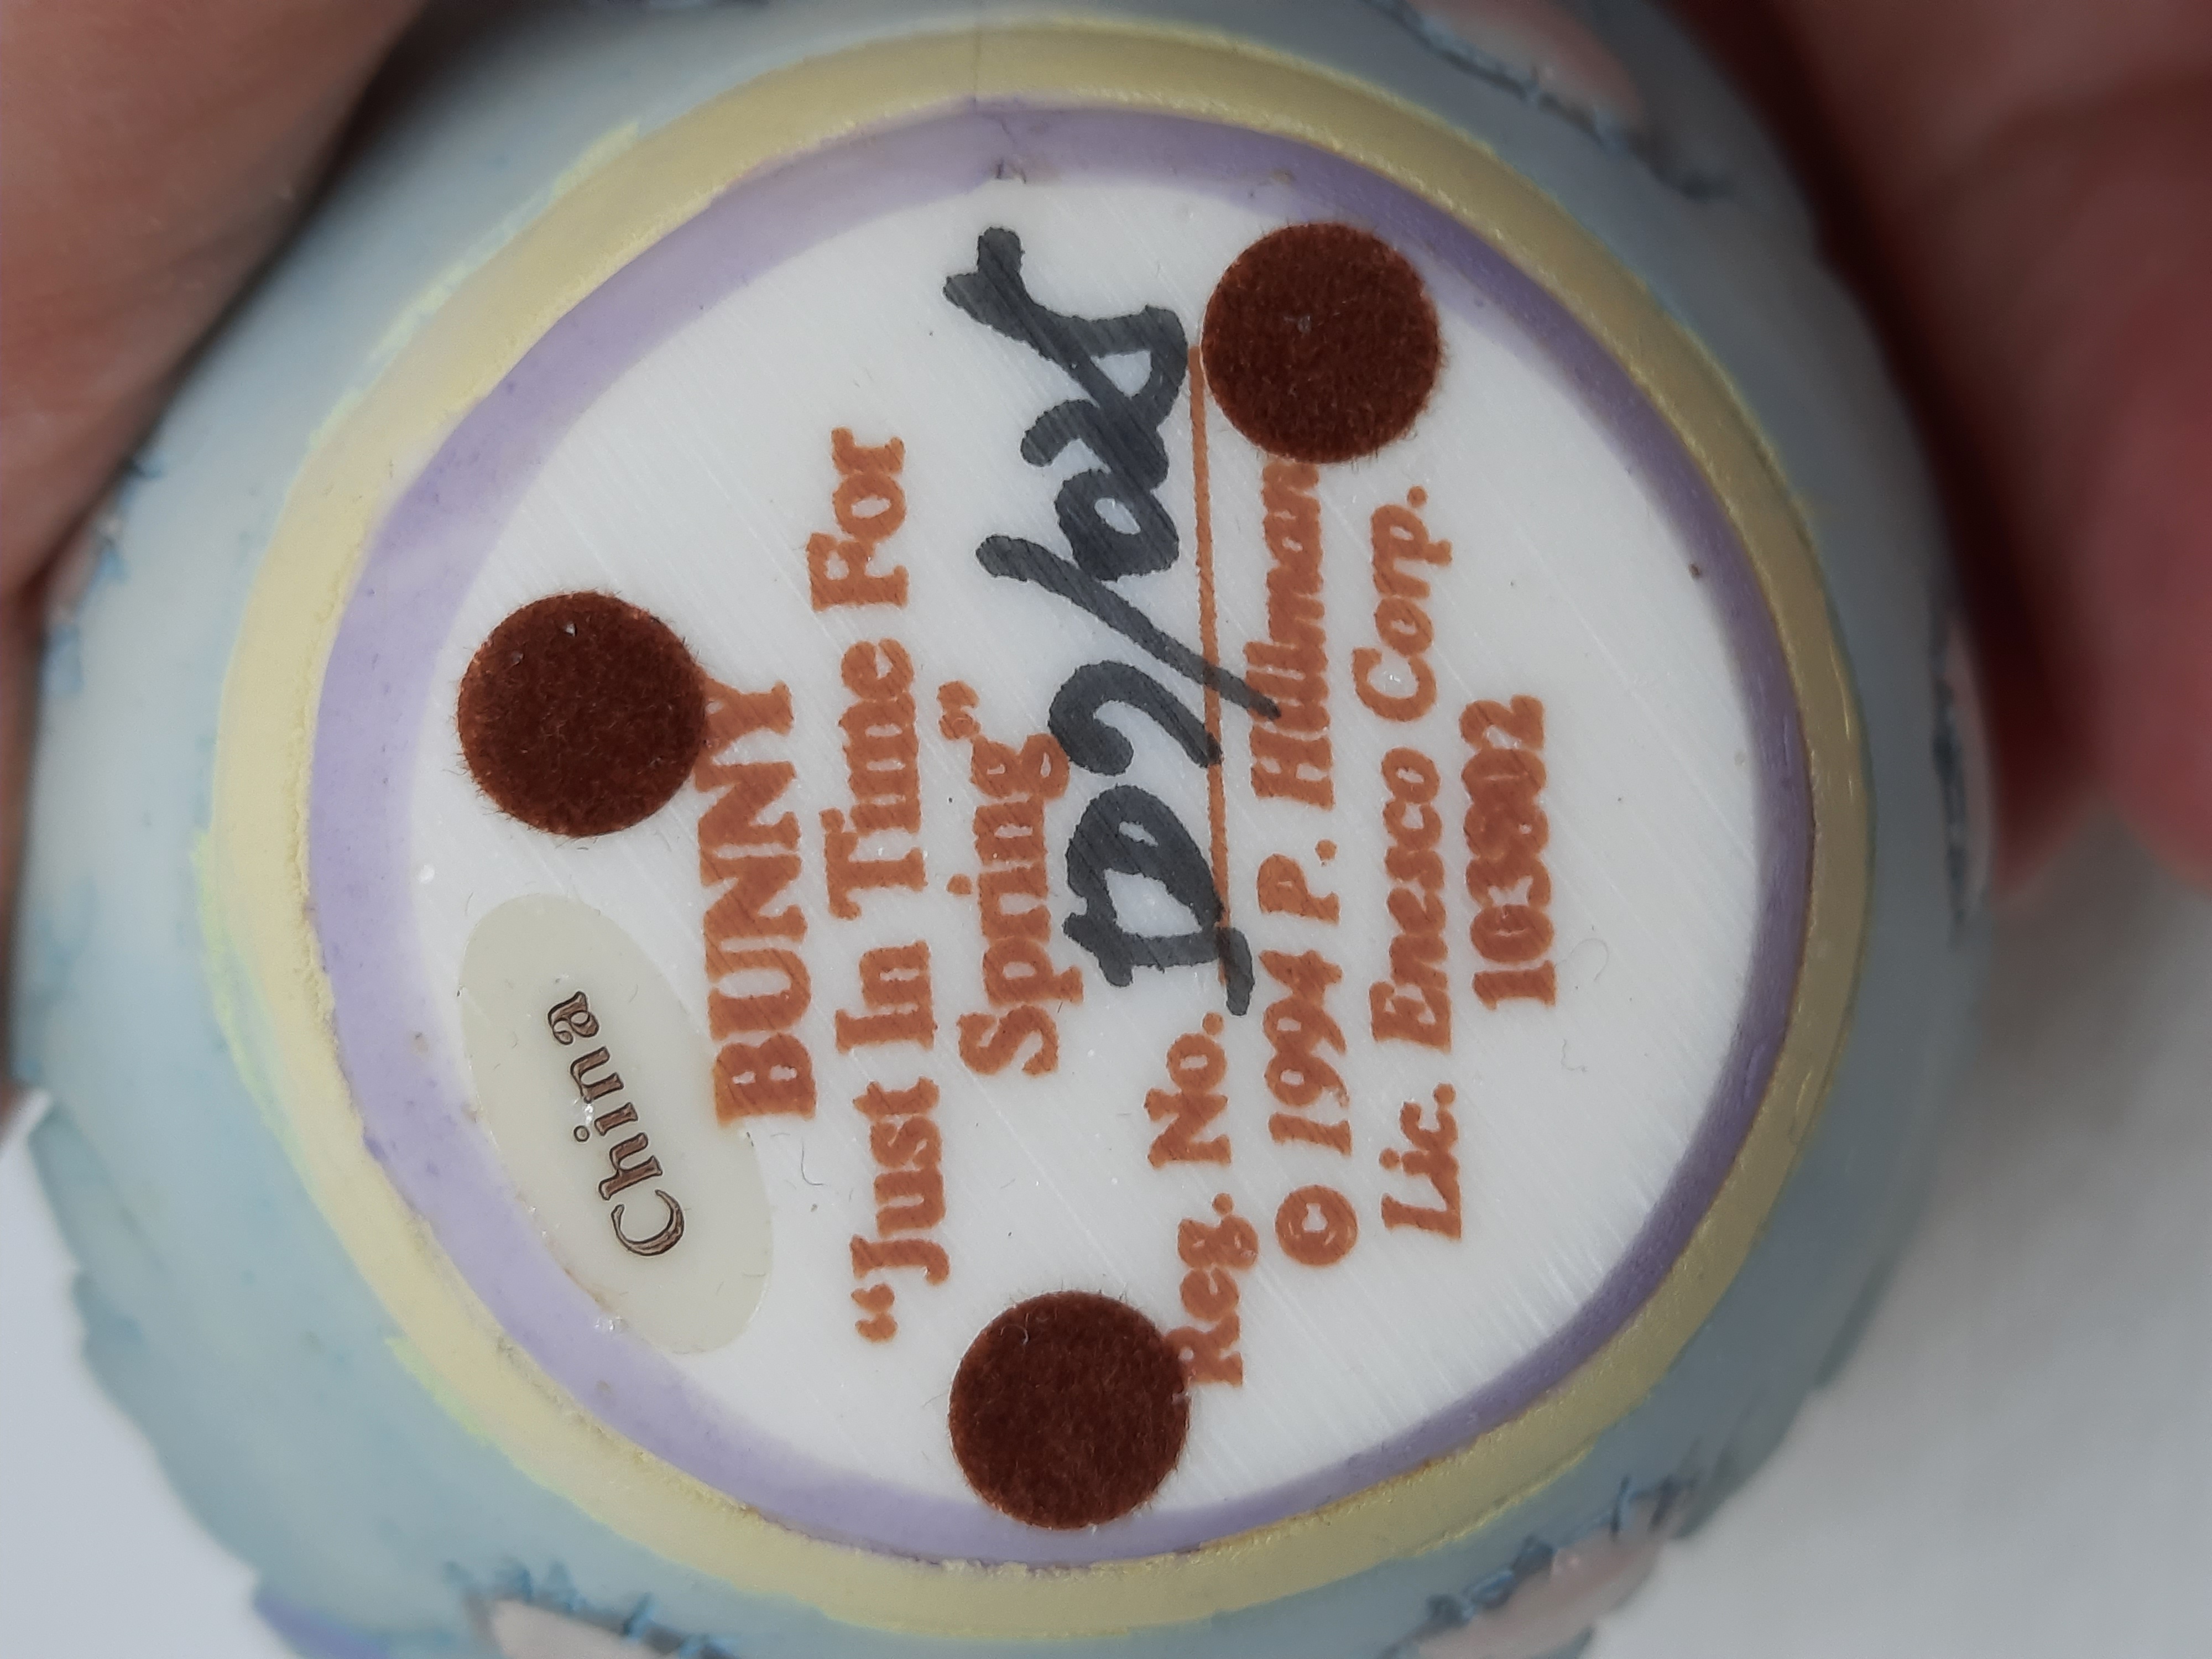 China
BUNNY
“Just In Time For
Spring”
Reg. No.
© 1994 P. Hillman
Lic. Enesco Corp.
103802